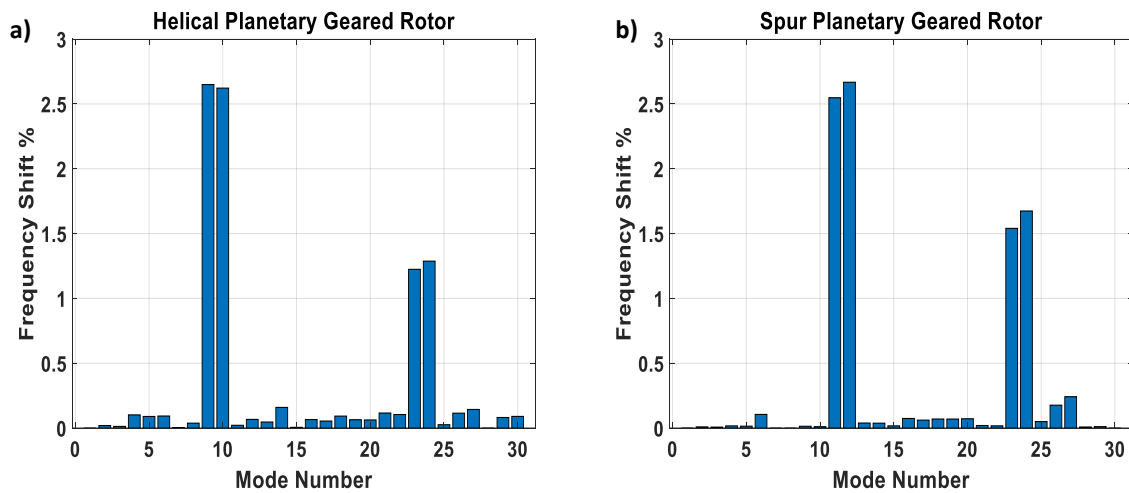 a)
Helical Planetary Geared Rotor
3
2.5
2
1.5
1
0.5
0
Frequency Shift %
0 5 10 15 20 25 30
Mode Number
b)
Spur Planetary Geared Rotor
3
2.5
2
1.5
1
0.5
0
Frequency Shift %
0 5 10 15 20 25 30
Mode Number